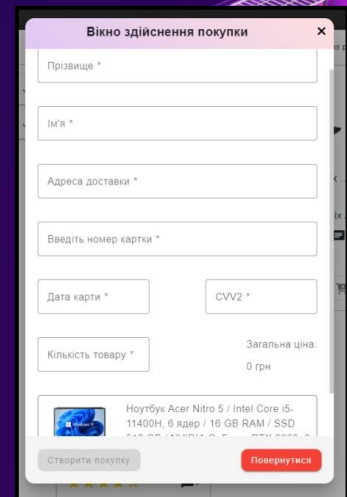 Вікно здійснення покупки ×
Прізвище *
Ім'я *
Адреса доставки *
Введіть номер картки *
Дата карти *
CVV2 *
Кількість товару *
Загальна ціна:
0 грн
Ноутбук Acer Nitro 5 / Intel Core i5-
11400H, 6 ядер / 16 GB RAM / SSD
Створити покупку
Повернутися